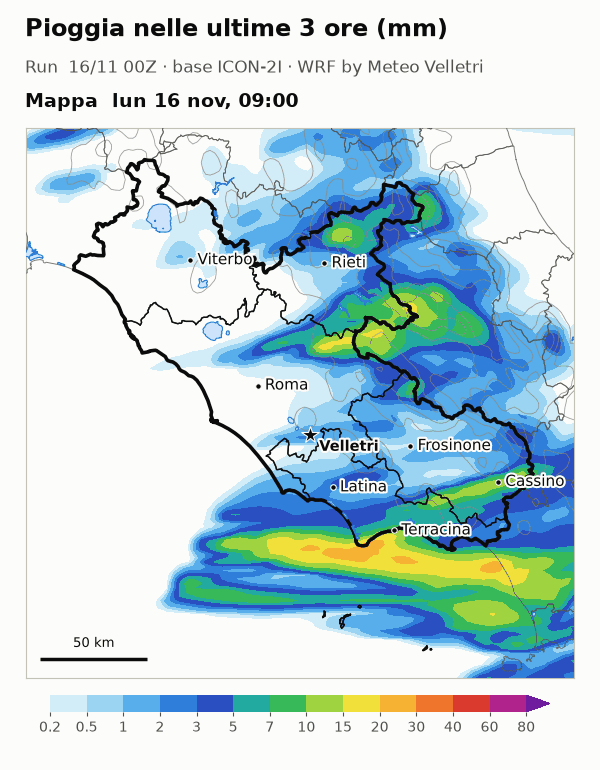 Pioggia nelle ultime 3 ore (mm)
Run  16/11 00Z · base ICON-2I · WRF by Meteo Velletri
Mappa  lun 16 nov, 09:00
Viterbo
Rieti
Roma
Velletri
Frosinone
Cassino
Latina
Terracina
50 km
0.2 0.5 1 2 3 5 7 10 15 20 30 40 60 80